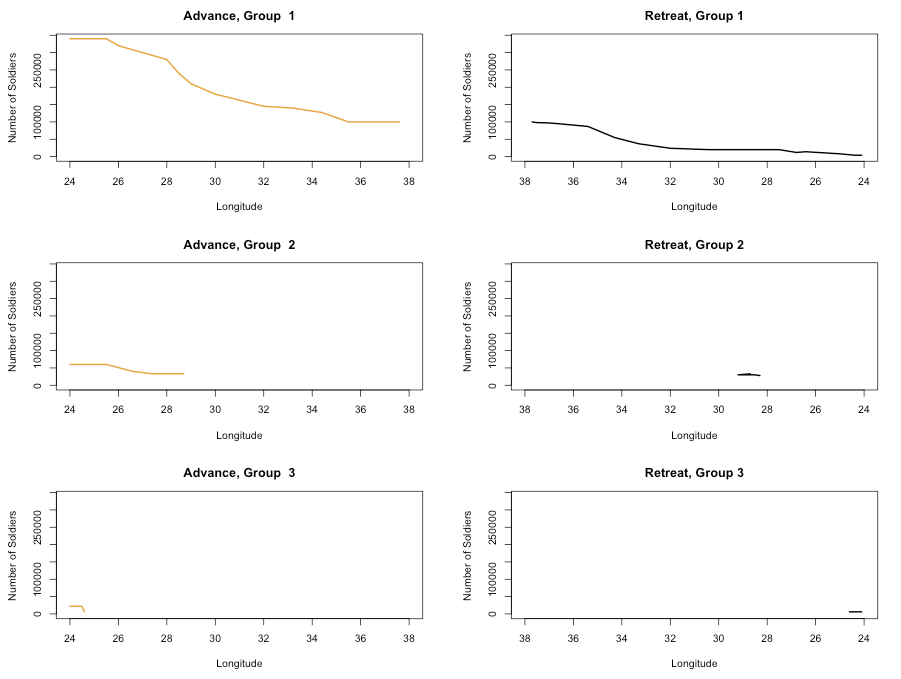 Advance, Group  1
Number of Soldiers
0 100000 250000
24 26 28 30 32 34 36 38
Longitude
Retreat, Group 1
Number of Soldiers
0 100000 250000
38 36 34 32 30 28 26 24
Longitude
Advance, Group  2
Number of Soldiers
0 100000 250000
24 26 28 30 32 34 36 38
Longitude
Retreat, Group 2
Number of Soldiers
0 100000 250000
38 36 34 32 30 28 26 24
Longitude
Advance, Group  3
Number of Soldiers
0 100000 250000
24 26 28 30 32 34 36 38
Longitude
Retreat, Group 3
Number of Soldiers
0 100000 250000
38 36 34 32 30 28 26 24
Longitude